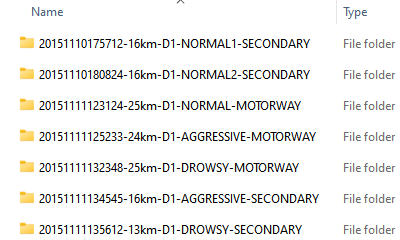 Name Type
20151110175712-16km-D1-NORMAL1-SECONDARY File folder
20151110180824-16km-D1-NORMAL2-SECONDARY File folder
20151111123124-25km-D1-NORMAL-MOTORWAY File folder
20151111125233-24km-D1-AGGRESSIVE-MOTORWAY File folder
20151111132348-25km-D1-DROWSY-MOTORWAY File folder
20151111134545-16km-D1-AGGRESSIVE-SECONDARY File folder
20151111135612-13km-D1-DROWSY-SECONDARY File folder